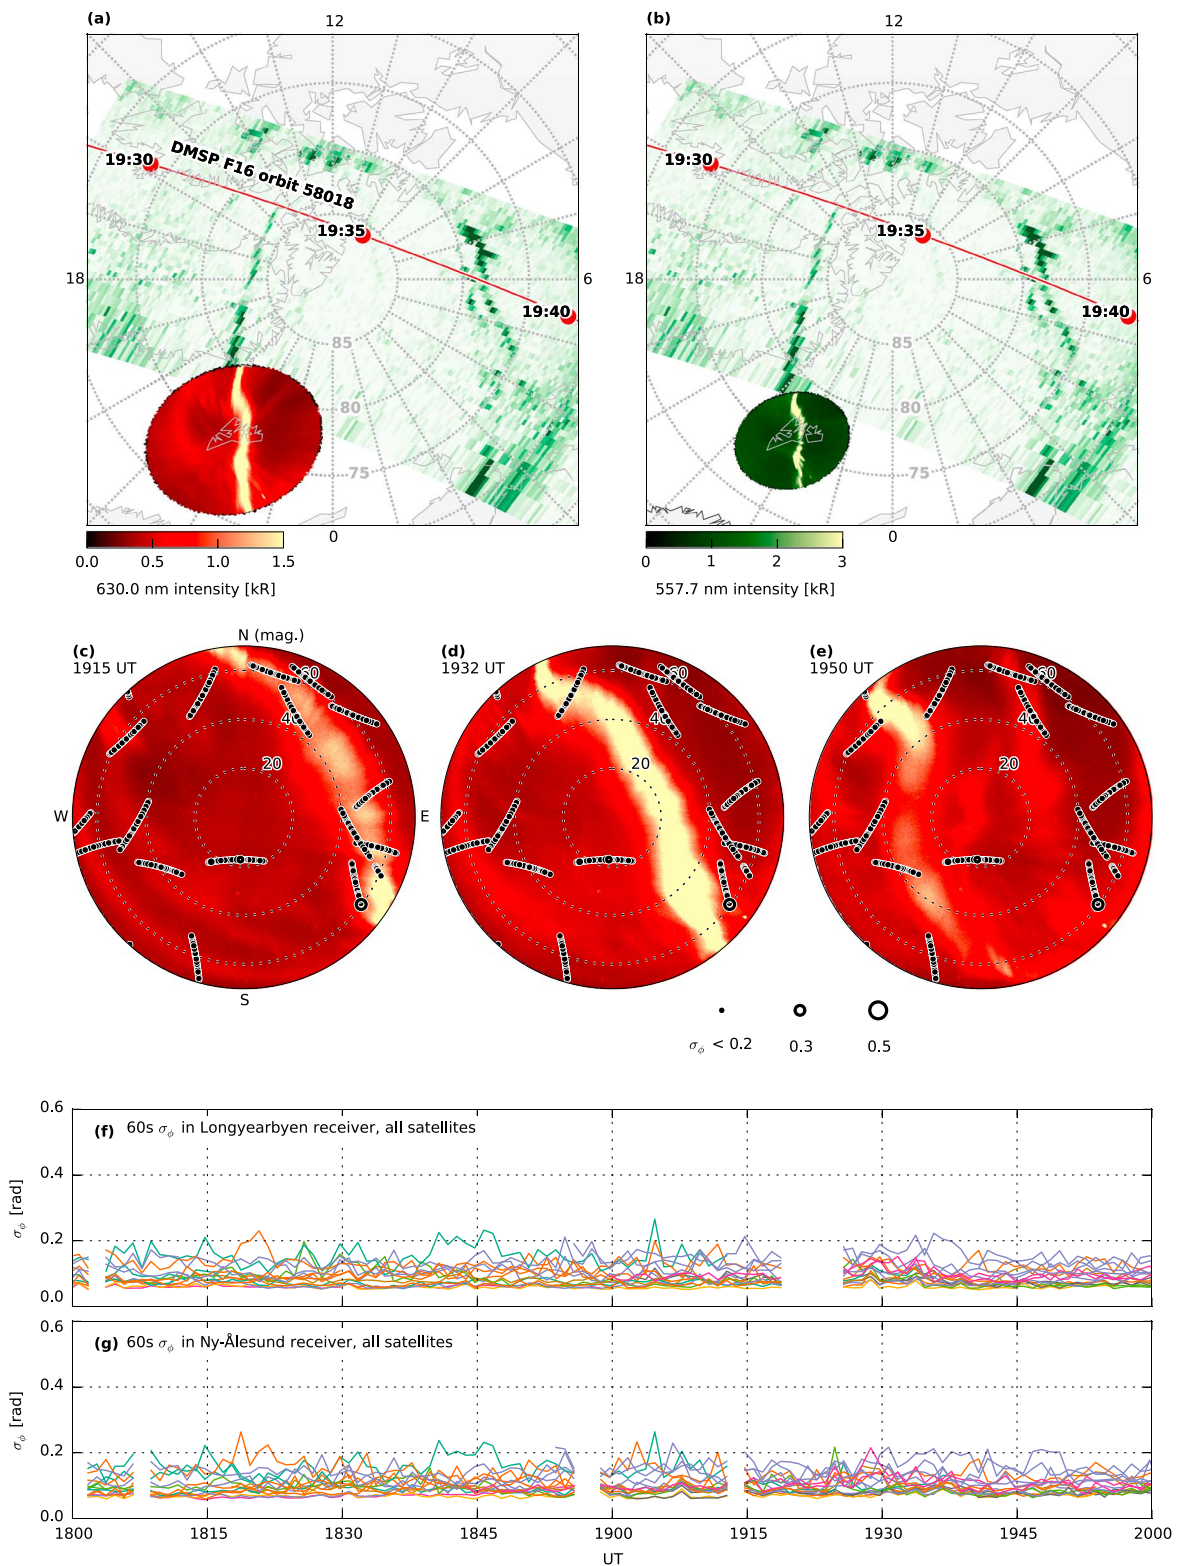 (a)
12
(b)
12
19:30
DMSP F16 orbit 58018
19:35
19:40
18
85
80
75
0
19:30
19:35
19:40
6
85
80
75
6
0
0.0 0.5 1.0 1.5
630.0 nm intensity [kR]
0 1 2 3
557.7 nm intensity [kR]
(c)
1915 UT
N (mag.)
60
40
20
W
E
S
(d)
1932 UT
60
40
20
(e)
1950 UT
60
40
20
σϕ < 0.2
0.3
0.5
(f) 60s σϕ in Longyearbyen receiver, all satellites
0.6
0.4
0.2
0.0
σϕ [rad]
(g) 60s σϕ in Ny-Ålesund receiver, all satellites
0.6
0.4
0.2
0.0
σϕ [rad]
1800 1815 1830 1845 1900 1915 1930 1945 2000
UT